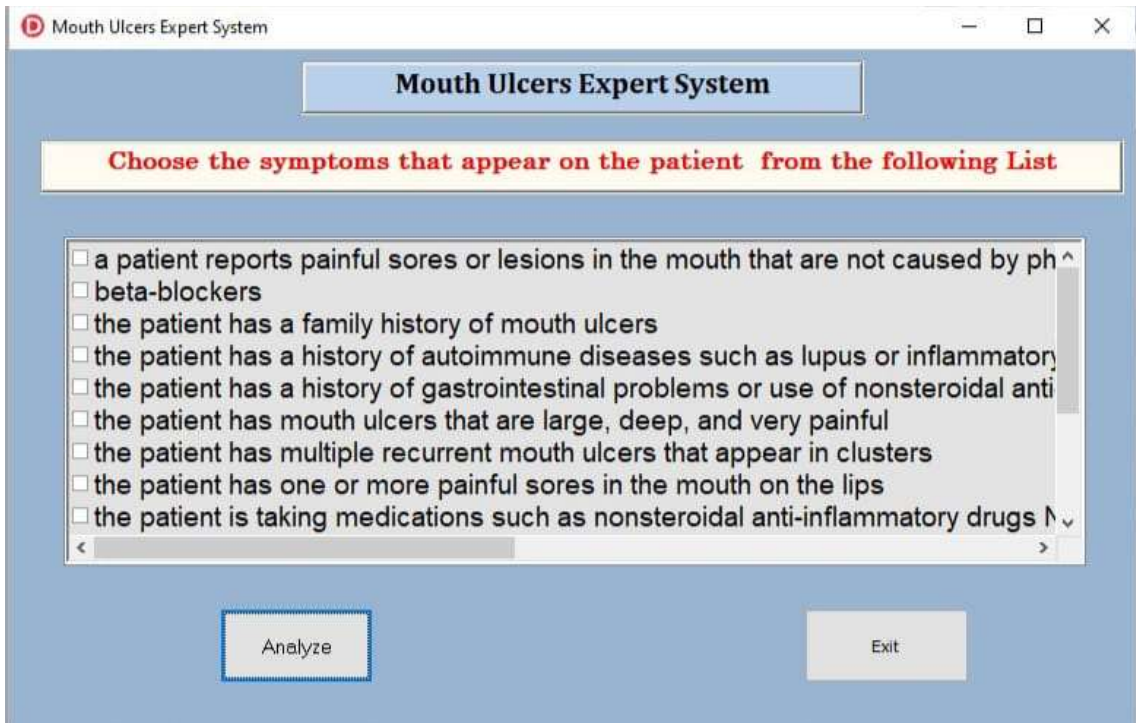 Mouth Ulcers Expert System
Mouth Ulcers Expert System
Choose the symptoms that appear on the patient from the following List
a patient reports painful sores or lesions in the mouth that are not caused by ph
beta-blockers
the patient has a family history of mouth ulcers
the patient has a history of autoimmune diseases such as lupus or inflammatory
the patient has a history of gastrointestinal problems or use of nonsteroidal anti
the patient has mouth ulcers that are large, deep, and very painful
the patient has multiple recurrent mouth ulcers that appear in clusters
the patient has one or more painful sores in the mouth on the lips
the patient is taking medications such as nonsteroidal anti-inflammatory drugs N
Analyze
Exit